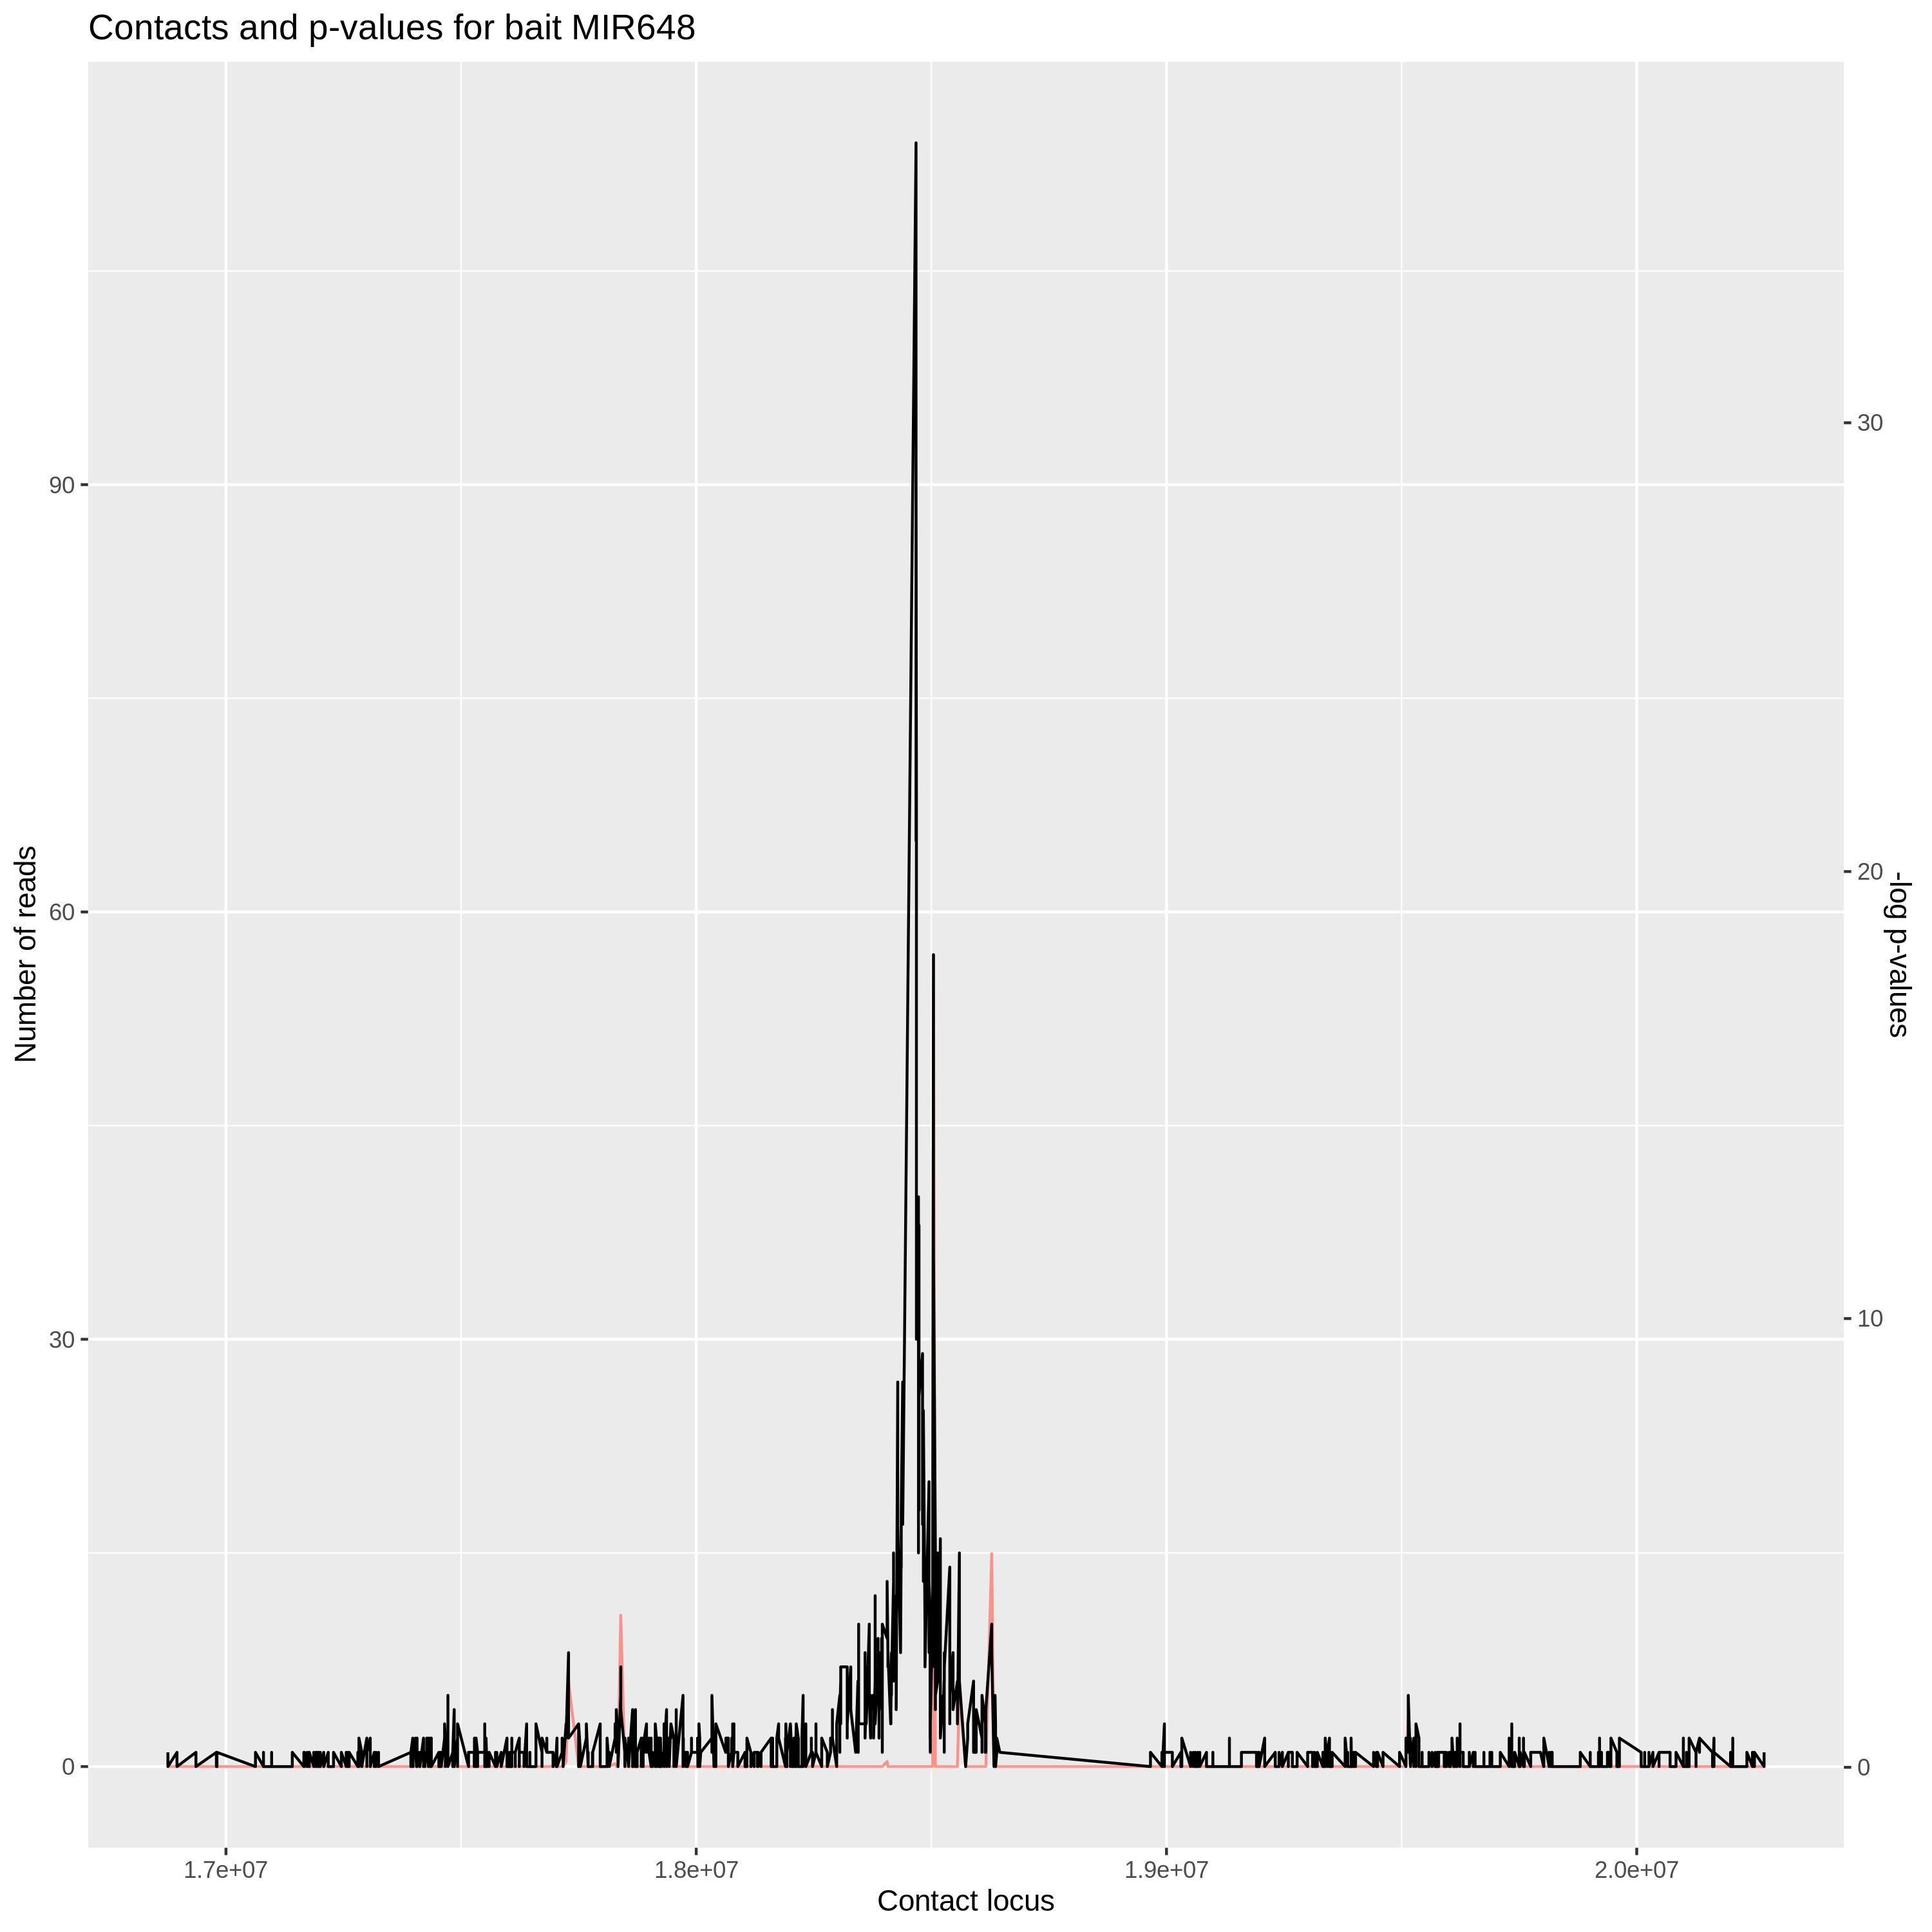 Contacts and p-values for bait MIR648
Number of reads
90
60
30
0
30
20
10
0
-log p-values
1.7e+07
1.8e+07
1.9e+07
2.0e+07
Contact locus